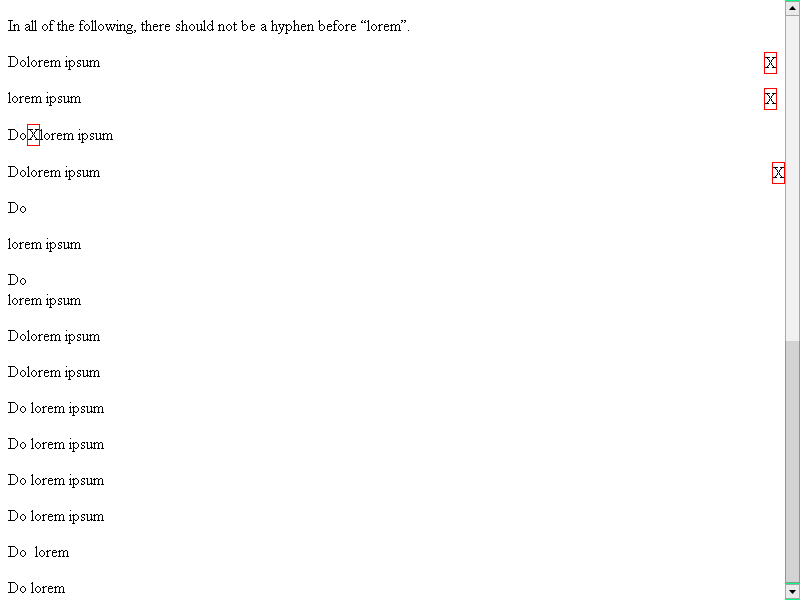 In all of the following, there should not be a hyphen before “lorem”.
Dolorem ipsum X
lorem ipsum X
DoXlorem ipsum
Dolorem ipsum X
Do
lorem ipsum
Do
lorem ipsum
Dolorem ipsum
Dolorem ipsum
Do lorem ipsum
Do lorem ipsum
Do lorem ipsum
Do lorem ipsum
Do  lorem
Do lorem